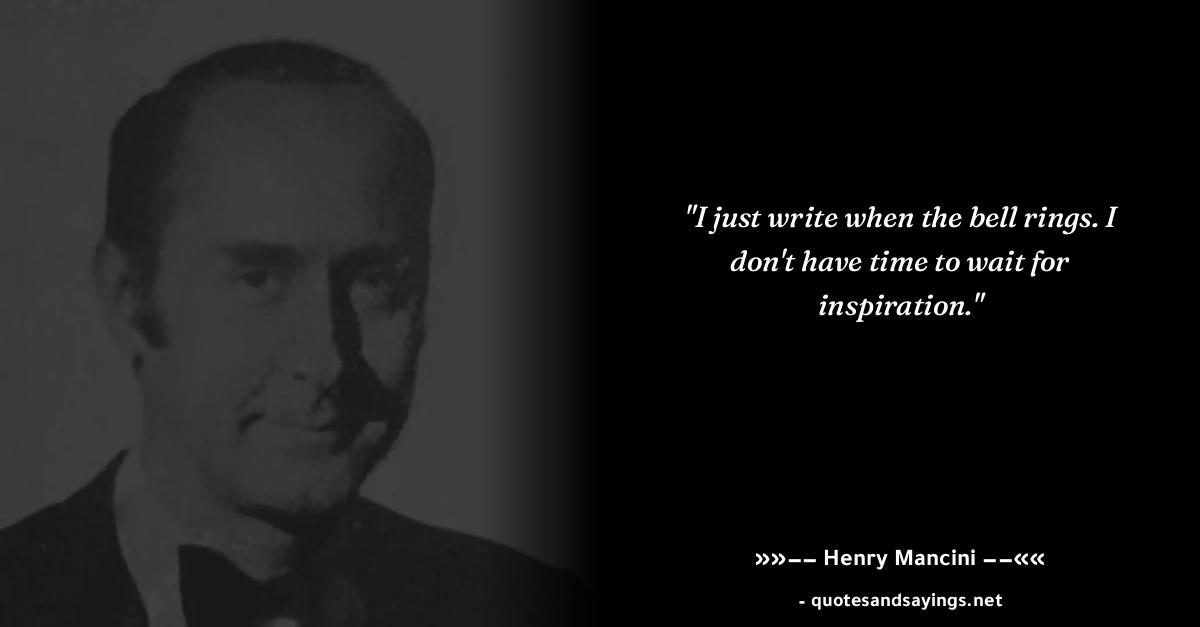 "I just write when the bell rings. I
don't have time to wait for
inspiration."
»»–– Henry Mancini ––««
- quotesandsayings.net